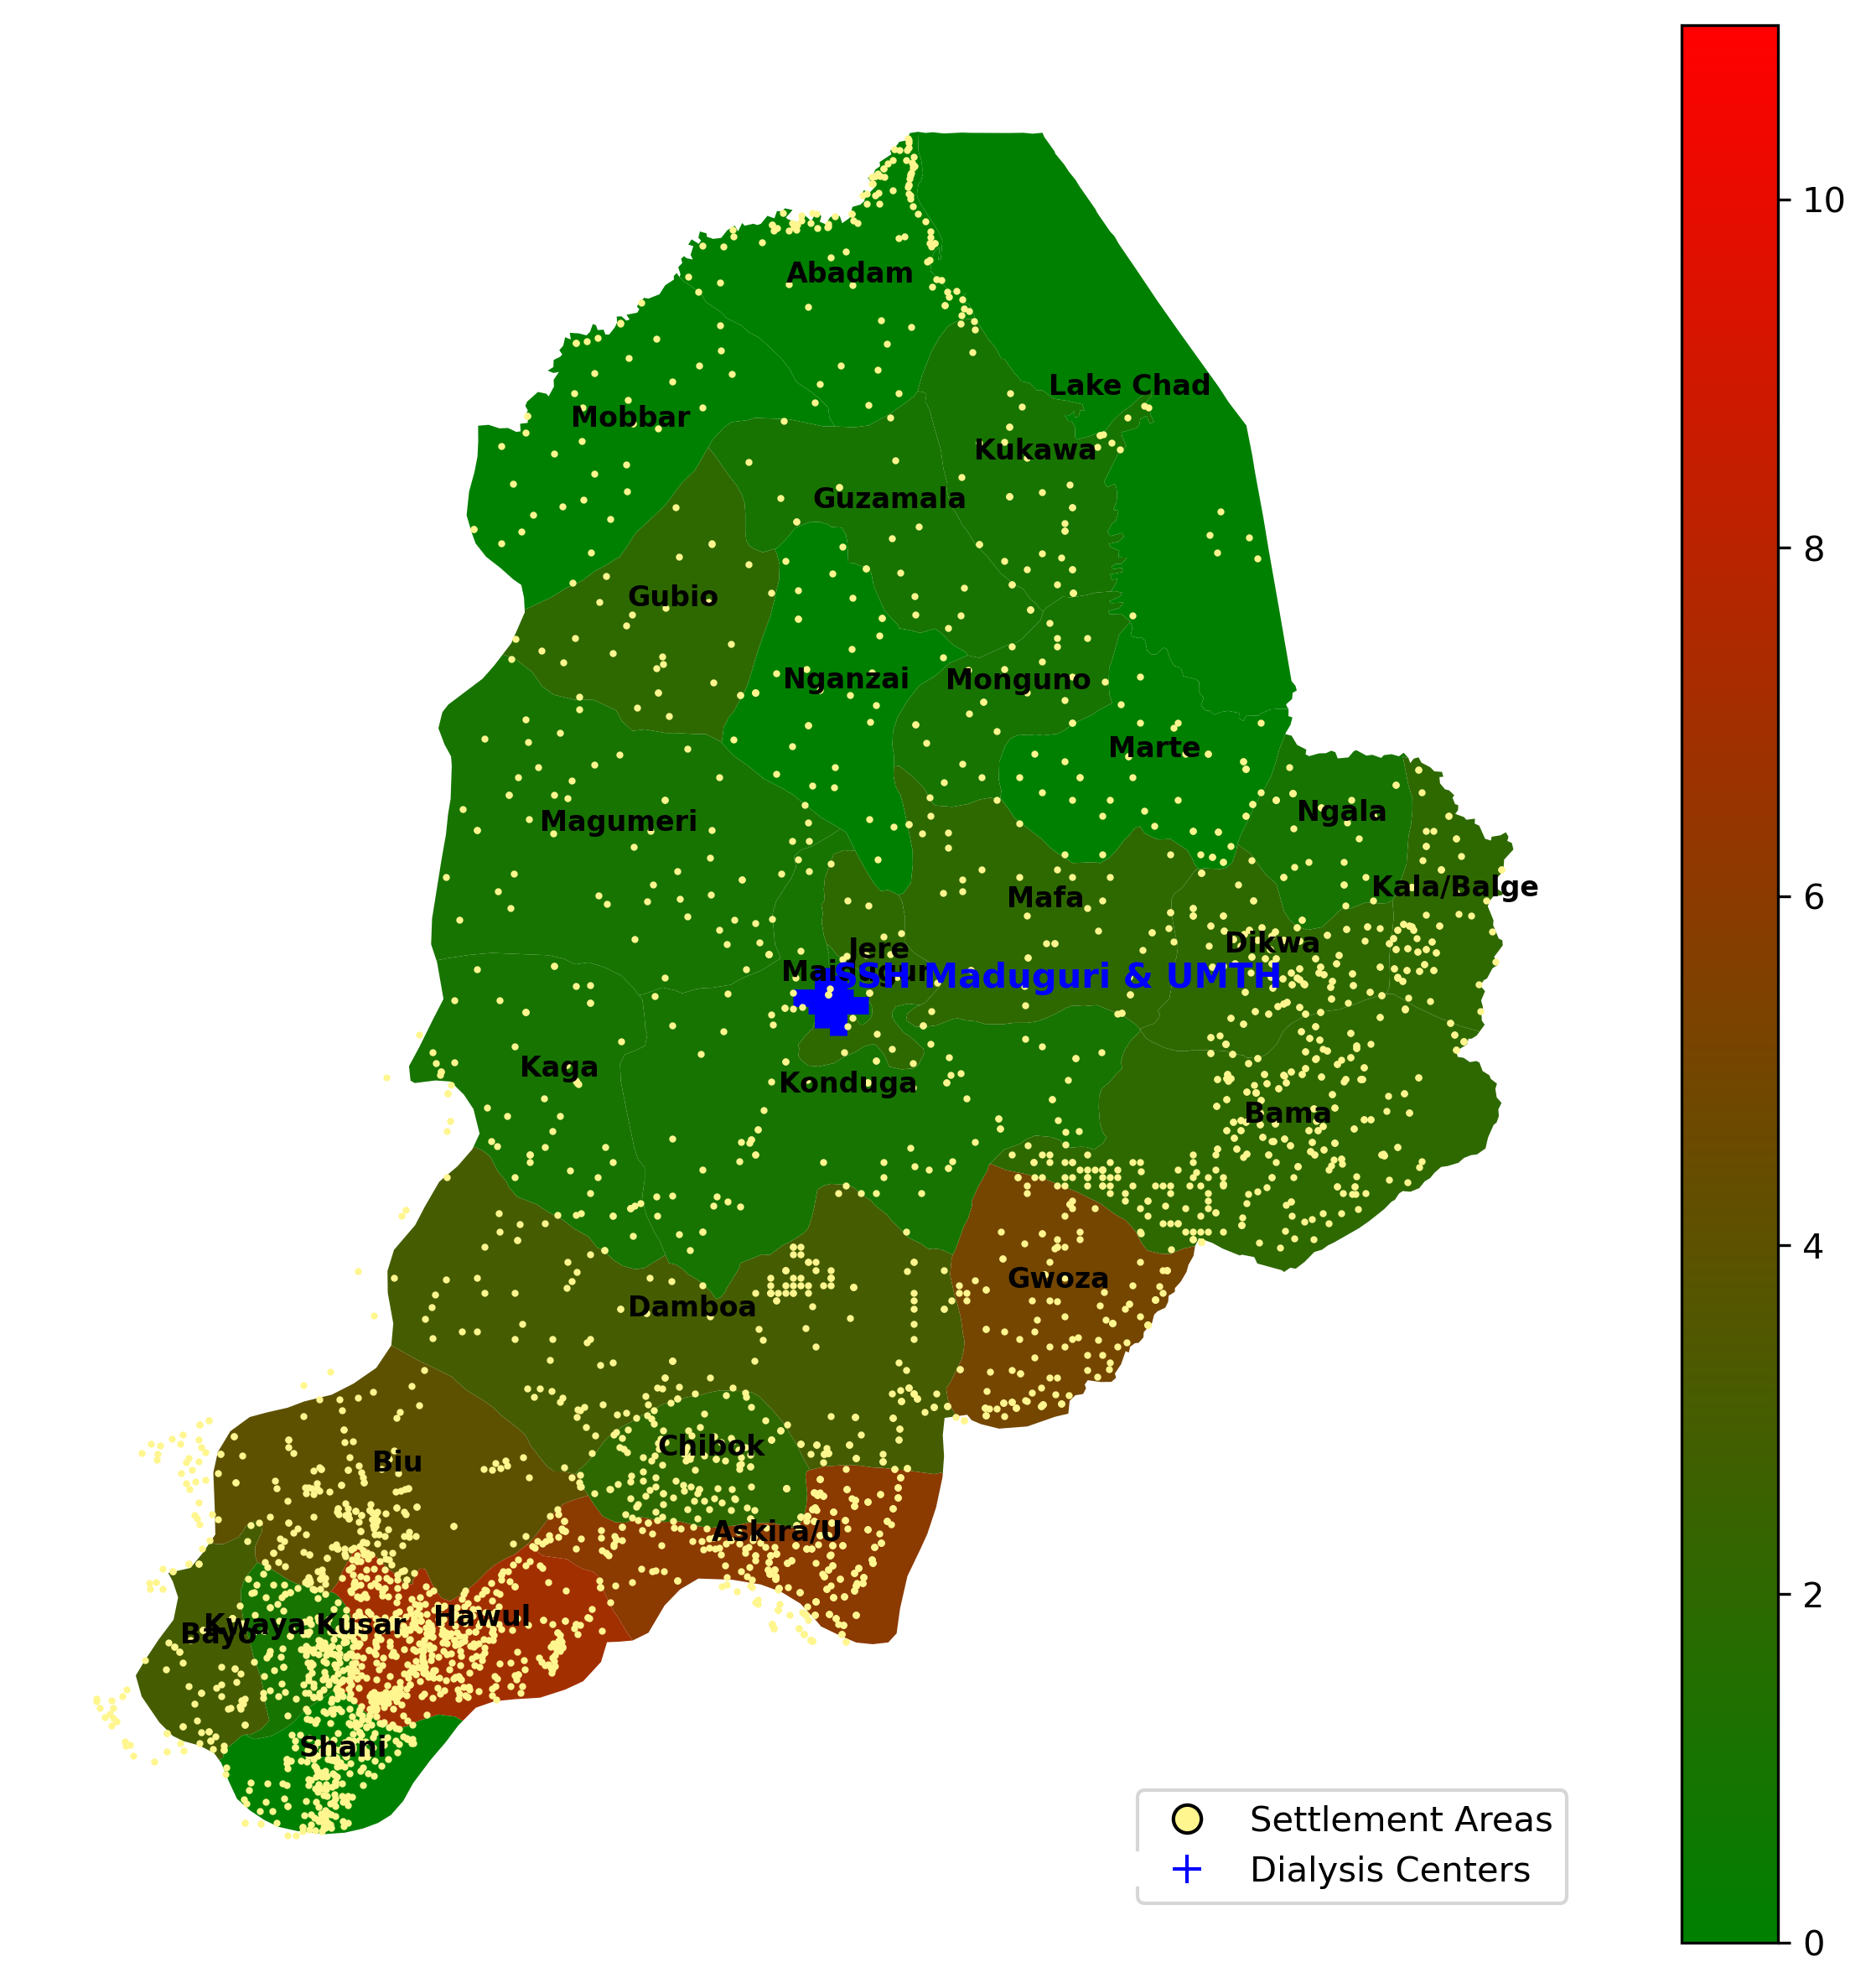 10
Abadam
Lake Chad
Mobbar
Kukawa
Guzamala
8
Gubio
Nganzai
Monguno
Marte
Ngala
Magumeri
6
Kala/Balge
Mafa
Dikwa
Jere
SSH Maduguri & UMTH
Kaga
Konduga
Bama
4
Gwoza
Damboa
Chibok
Biu
Askira/U
2
Hawul
Kwaya Kusar
Bayo
Shani
Settlement Areas
Dialysis Centers
0